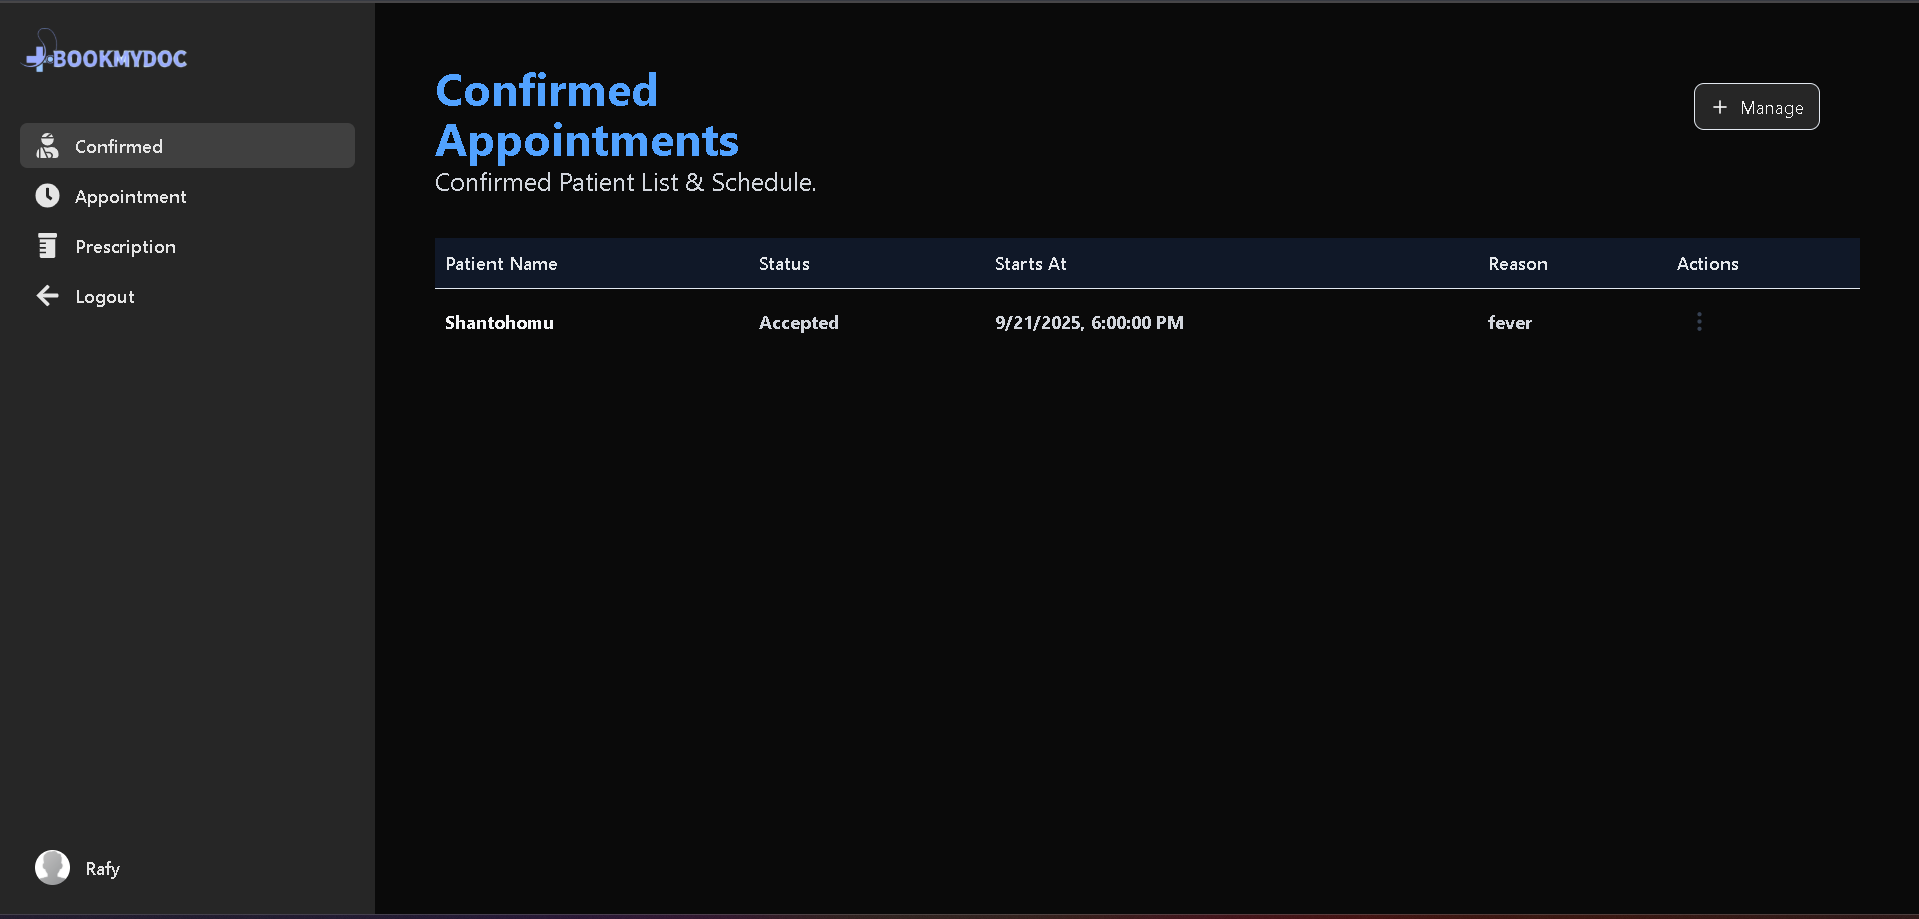 BOOKMYDOC
Confirmed
Appointment
Prescription
Logout
Rafy
Confirmed
Appointments
Confirmed Patient List & Schedule.
+ Manage
Patient Name Status Starts At Reason Actions
Shantohomu Accepted 9/21/2025, 6:00:00 PM fever